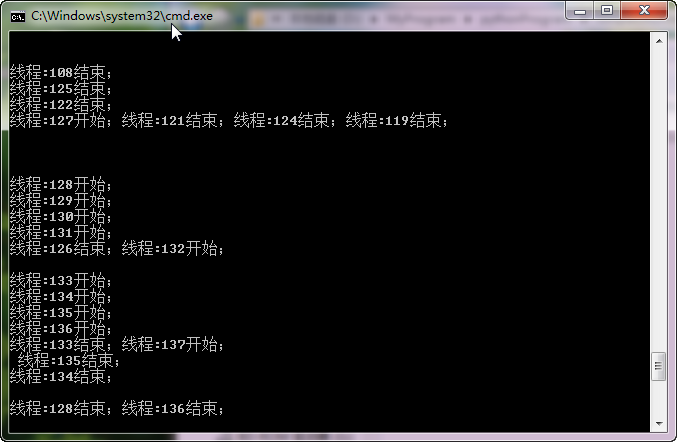 C:\Windows\system32\cmd.exe
线程:108结束;
线程:125结束;
线程:122结束;
线程:127开始; 线程:121结束; 线程:124结束; 线程:119结束;
线程:128开始;
线程:129开始;
线程:130开始;
线程:131开始;
线程:126结束; 线程:132开始;
线程:133开始;
线程:134开始;
线程:135开始;
线程:136开始;
线程:133结束; 线程:137开始;
线程:135结束;
线程:134结束;
线程:128结束; 线程:136结束;